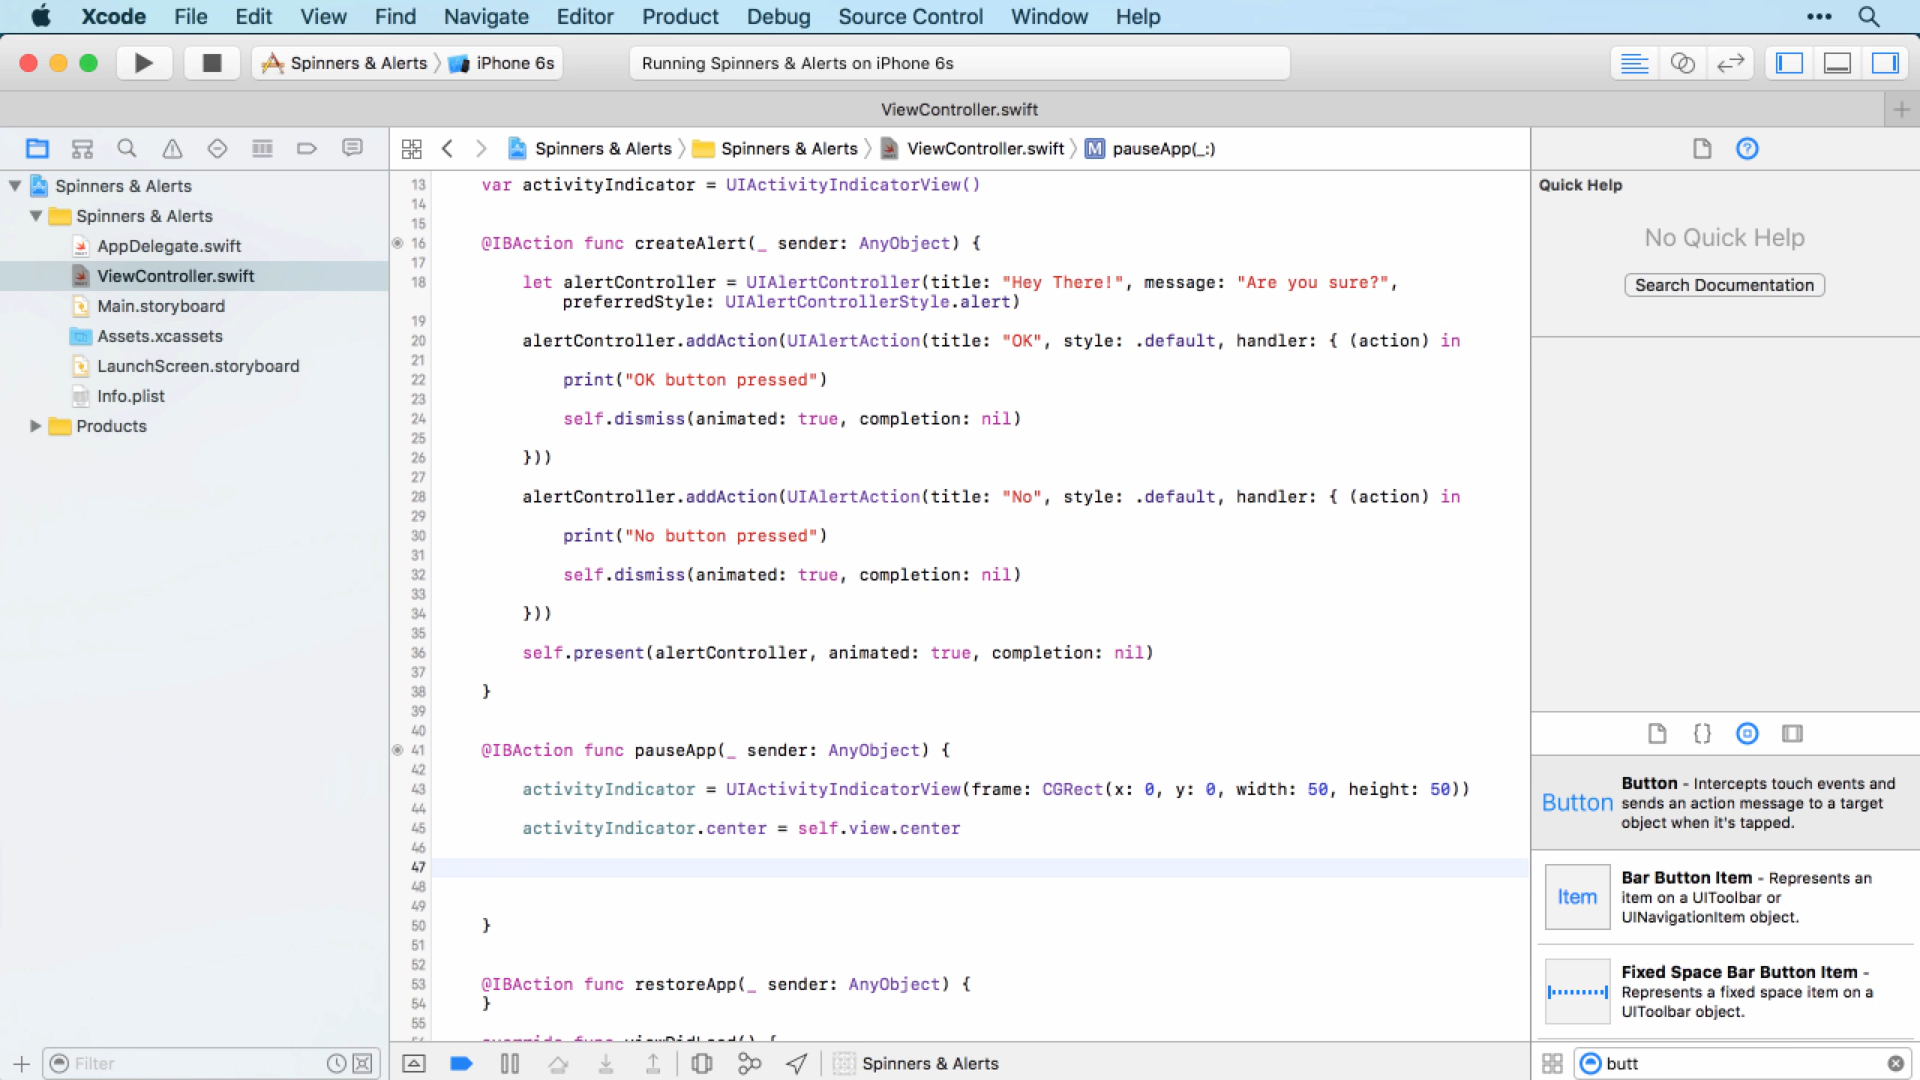 Xcode File Edit View Find Navigate Editor Product Debug Source Control Window Help
Spinners & Alerts iPhone 6s
Running Spinners & Alerts on iPhone 6s
ViewController.swift
Spinners & Alerts Spinners & Alerts ViewController.swift M pauseApp(_:)
Spinners & Alerts
Spinners & Alerts
AppDelegate.swift
ViewController.swift
Main.storyboard
Assets.xcassets
LaunchScreen.storyboard
Info.plist
Products
Filter
13 var activityIndicator = UIActivityIndicatorView()
14
15
16 @IBAction func createAlert(_ sender: AnyObject) {
17
18 let alertController = UIAlertController(title: "Hey There!", message: "Are you sure?",
preferredStyle: UIAlertControllerStyle.alert)
19
20 alertController.addAction(UIAlertAction(title: "OK", style: .default, handler: { (action) in
21
22 print("OK button pressed")
23
24 self.dismiss(animated: true, completion: nil)
25
26 }))
27
28 alertController.addAction(UIAlertAction(title: "No", style: .default, handler: { (action) in
29
30 print("No button pressed")
31
32 self.dismiss(animated: true, completion: nil)
33
34 }))
35
36 self.present(alertController, animated: true, completion: nil)
37
38 }
39
40
41 @IBAction func pauseApp(_ sender: AnyObject) {
42
43 activityIndicator = UIActivityIndicatorView(frame: CGRect(x: 0, y: 0, width: 50, height: 50))
44
45 activityIndicator.center = self.view.center
46
47
48
49
50 }
51
52
53 @IBAction func restoreApp(_ sender: AnyObject) {
54 }
55
Spinners & Alerts
Quick Help
No Quick Help
Search Documentation
Button
Button - Intercepts touch events and
sends an action message to a target
object when it's tapped.
Item
Bar Button Item - Represents an
item on a UIToolbar or
UINavigationItem object.
Fixed Space Bar Button Item -
Represents a fixed space item on a
UIToolbar object.
butt